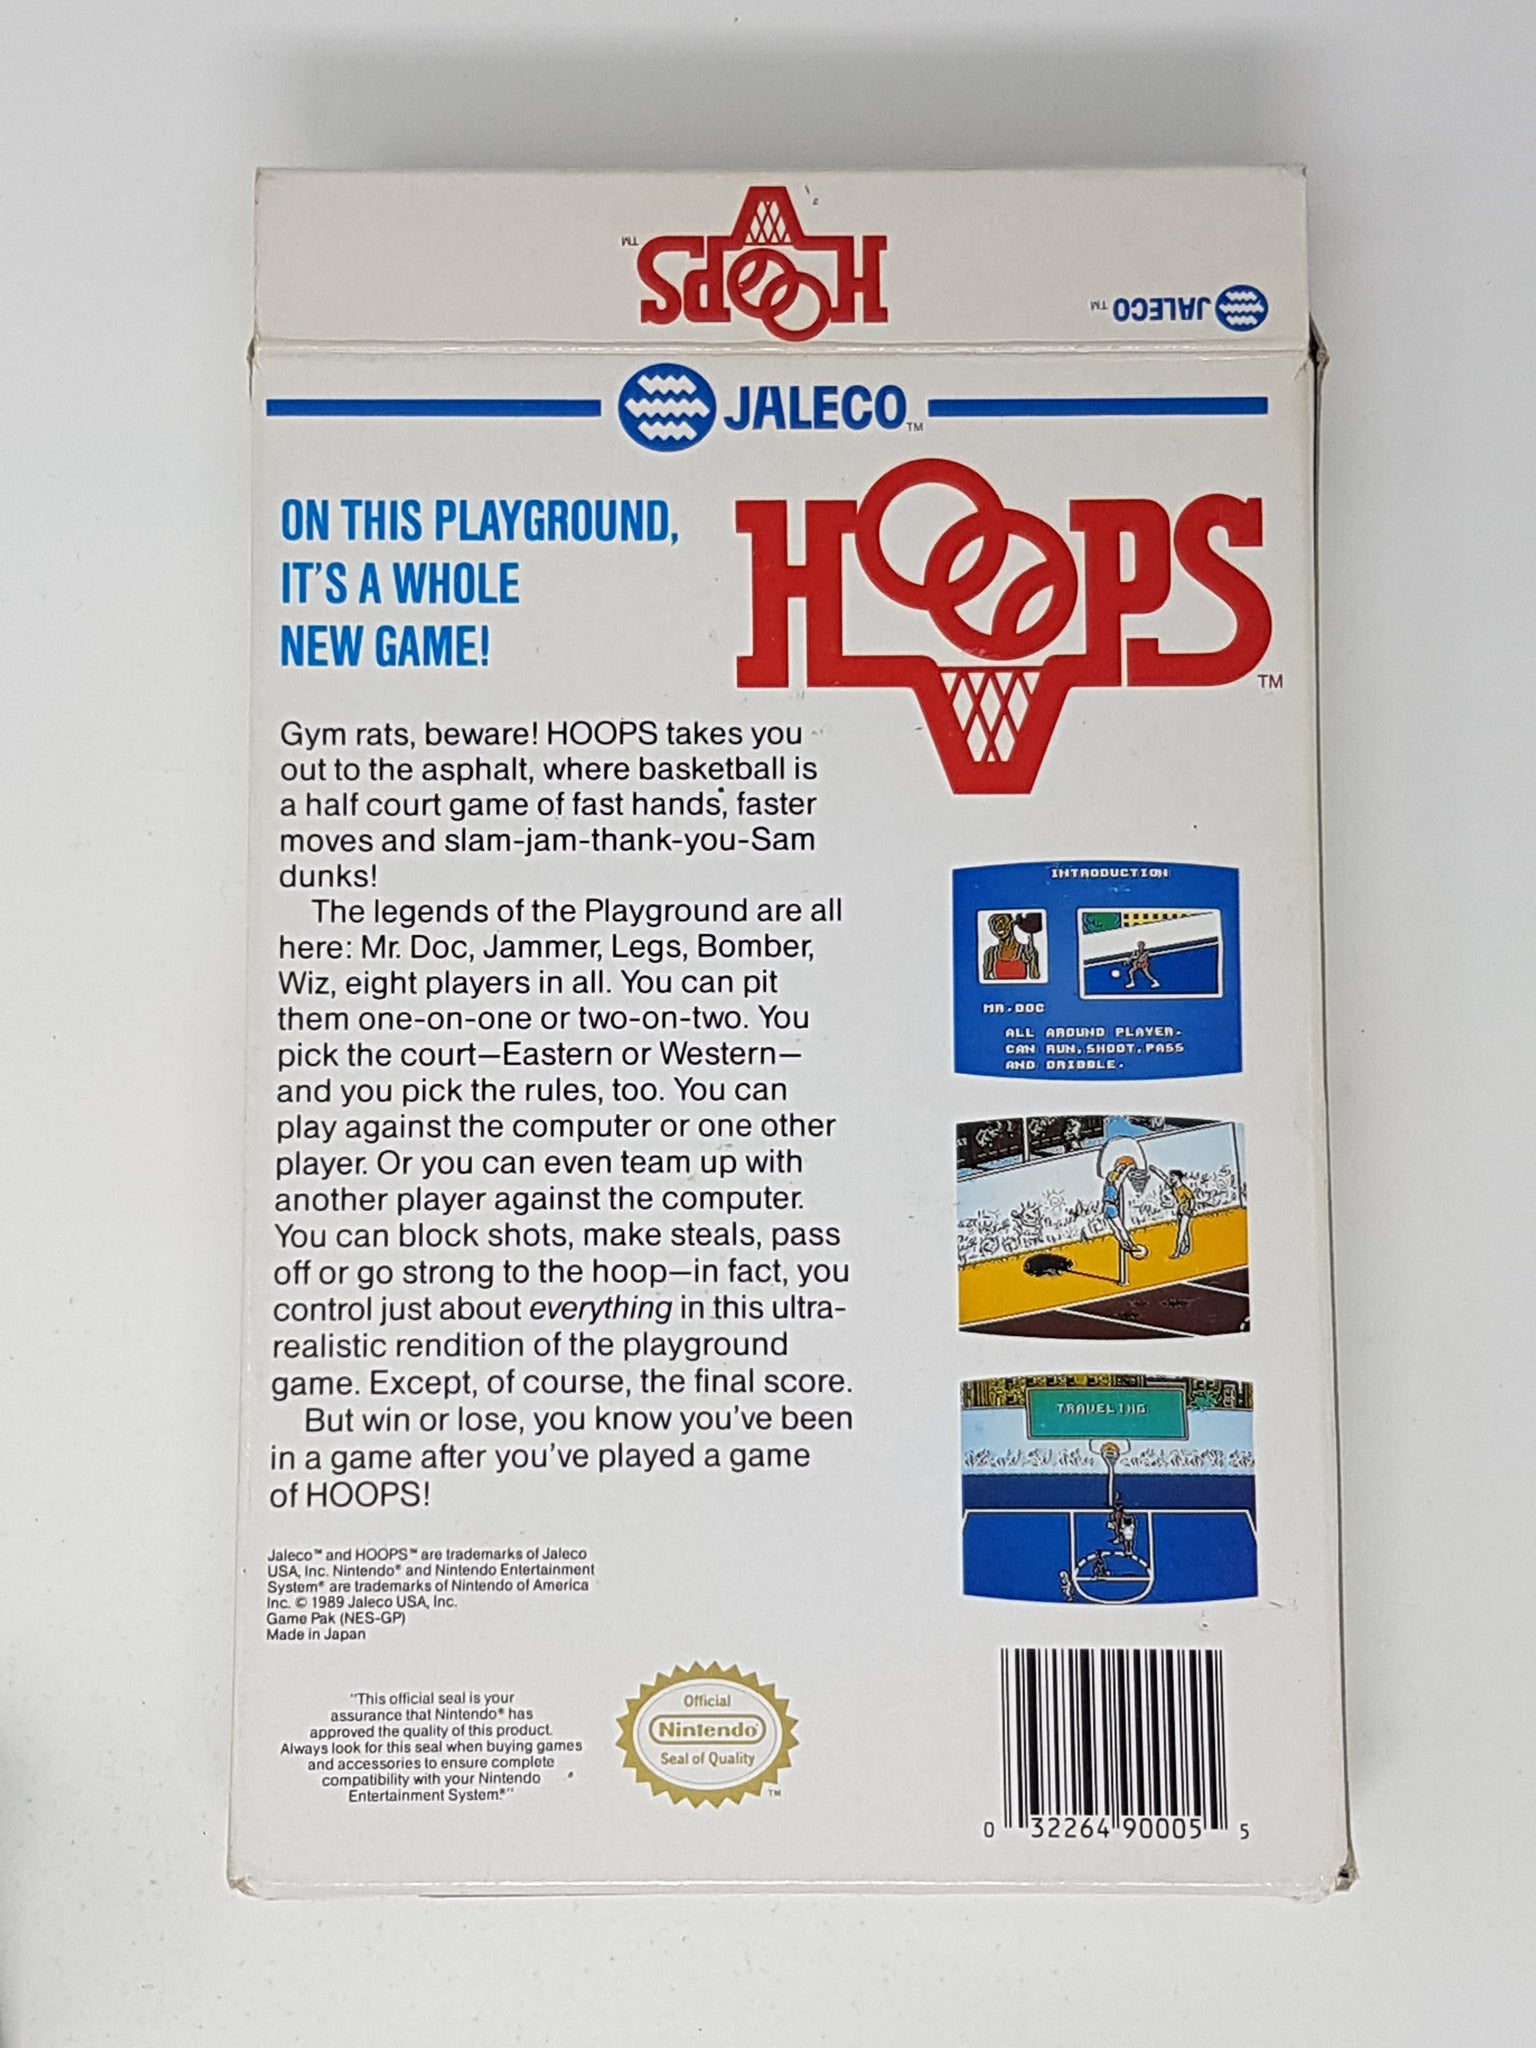 HOOPS™
JALECO™
JALECO™
HOOPS™
ON THIS PLAYGROUND,
IT'S A WHOLE
NEW GAME!
Gym rats, beware! HOOPS takes you
out to the asphalt, where basketball is
a half court game of fast hands, faster
moves and slam-jam-thank-you-Sam
dunks!
The legends of the Playground are all
here: Mr. Doc, Jammer, Legs, Bomber,
Wiz, eight players in all. You can pit
them one-on-one or two-on-two. You
pick the court—Eastern or Western—
and you pick the rules, too. You can
play against the computer or one other
player. Or you can even team up with
another player against the computer.
You can block shots, make steals, pass
off or go strong to the hoop—in fact, you
control just about everything in this ultra-
realistic rendition of the playground
game. Except, of course, the final score.
But win or lose, you know you've been
in a game after you've played a game
of HOOPS!
INTRODUCTION
MR.DOC
ALL AROUND PLAYER.
CAN RUN,SHOOT,PASS
AND DRIBBLE.
TRAVELING
Jaleco™ and HOOPS™ are trademarks of Jaleco
USA, Inc. Nintendo® and Nintendo Entertainment
System® are trademarks of Nintendo of America
Inc. © 1989 Jaleco USA, Inc.
Game Pak (NES-GP)
Made in Japan
"This official seal is your
assurance that Nintendo® has
approved the quality of this product.
Always look for this seal when buying games
and accessories to ensure complete
compatibility with your Nintendo
Entertainment System®."
Official
Nintendo®
Seal of Quality
™
0 32264 90005 5